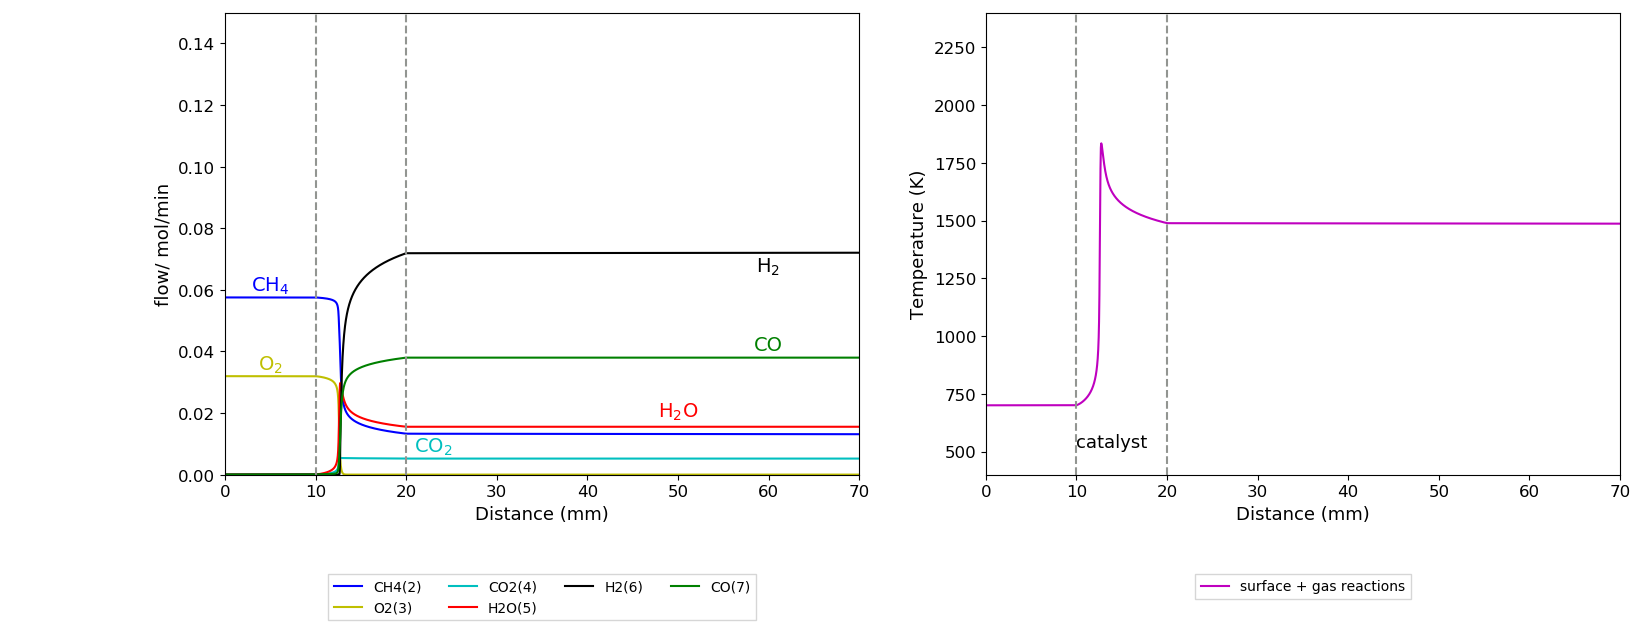 flow/ mol/min
0.14
0.12
0.10
0.08
0.06
0.04
0.02
0.00
CH4
O2
H2
CO
H2O
CO2
0 10 20 30 40 50 60 70
Distance (mm)
CH4(2) CO2(4) H2(6) CO(7)
O2(3) H2O(5)
Temperature (K)
2250
2000
1750
1500
1250
1000
750
500
catalyst
0 10 20 30 40 50 60 70
Distance (mm)
surface + gas reactions